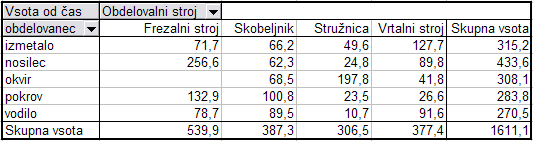 Vsota od čas Obdelovalni stroj
obdelovanec Frezalni stroj Skobeljnik Stružnica Vrtalni stroj Skupna vsota
izmetalo 71,7 66,2 49,6 127,7 315,2
nosilec 256,6 62,3 24,8 89,8 433,6
okvir 68,5 197,8 41,8 308,1
pokrov 132,9 100,8 23,5 26,6 283,8
vodilo 78,7 89,5 10,7 91,6 270,5
Skupna vsota 539,9 387,3 306,5 377,4 1611,1